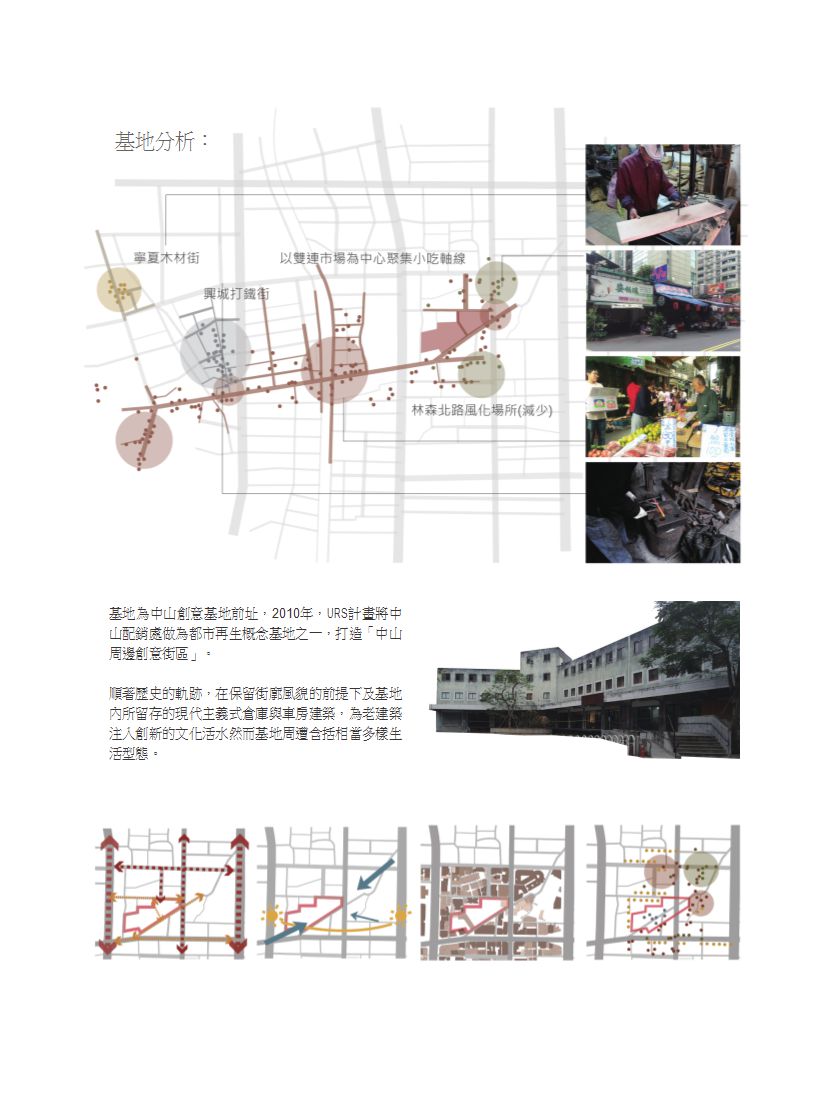 基地分析：
寧夏木材街
以雙連市場為中心聚集小吃軸線
興城打鐵街
林森北路風化場所(減少)
基地為中山創意基地前址，2010年，URS計畫將中
山配銷處做為都市再生概念基地之一，打造「中山
周邊創意街區」。
順著歷史的軌跡，在保留街廓風貌的前提下及基地
內所留存的現代主義式倉庫與車房建築，為老建築
注入創新的文化活水然而基地周遭含括相當多樣生
活型態。